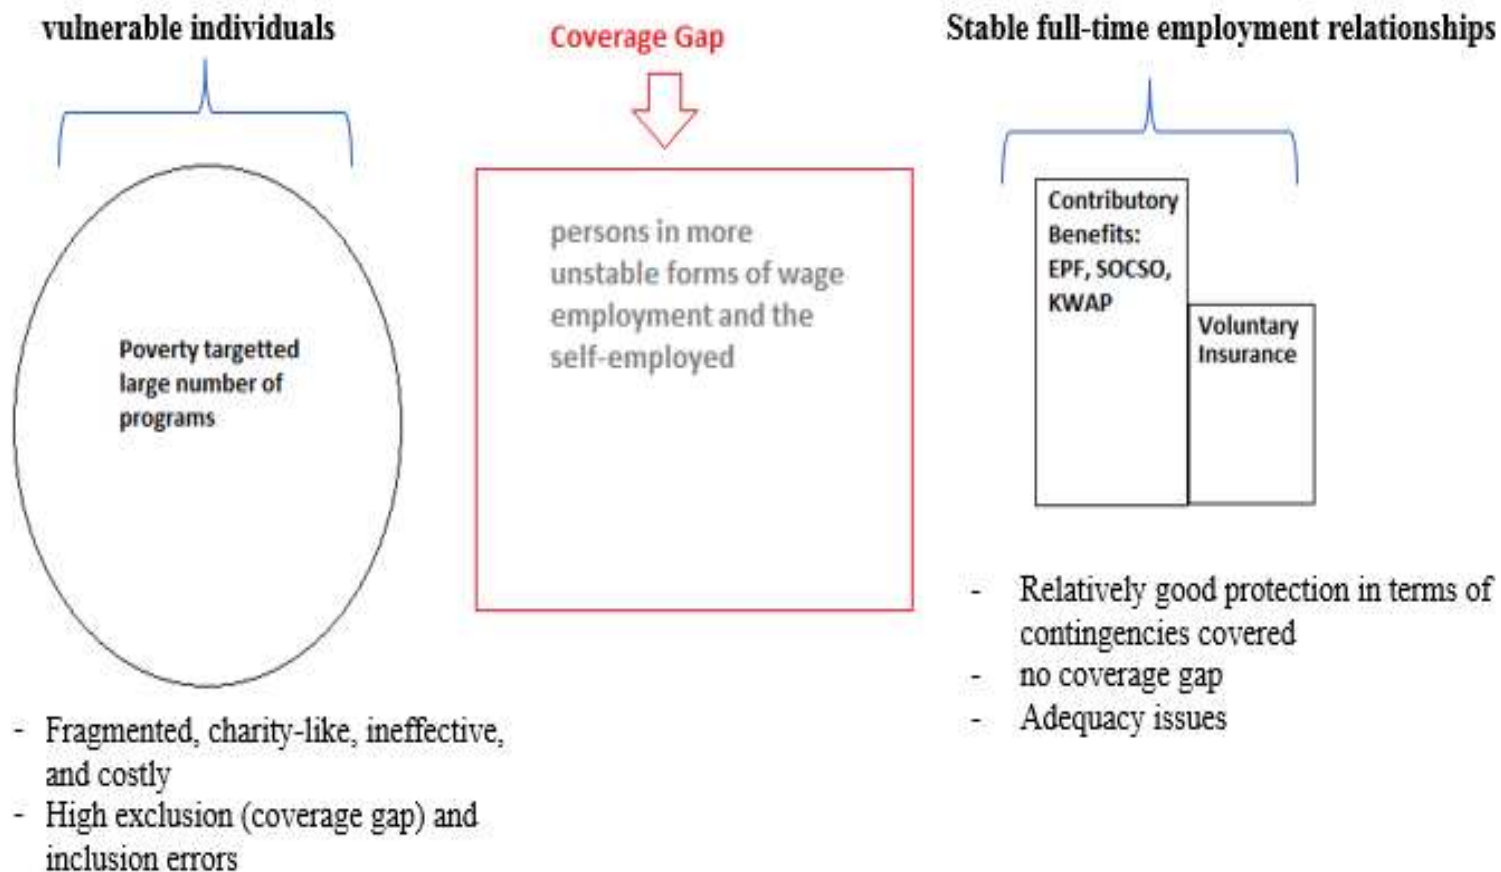 vulnerable individuals
Poverty targetted
large number of
programs
- Fragmented, charity-like, ineffective,
and costly
- High exclusion (coverage gap) and
inclusion errors
Coverage Gap
persons in more
unstable forms of wage
employment and the
self-employed
Stable full-time employment relationships
Contributory
Benefits:
EPF, SOCSO,
KWAP
Voluntary
Insurance
- Relatively good protection in terms of
contingencies covered
- no coverage gap
- Adequacy issues